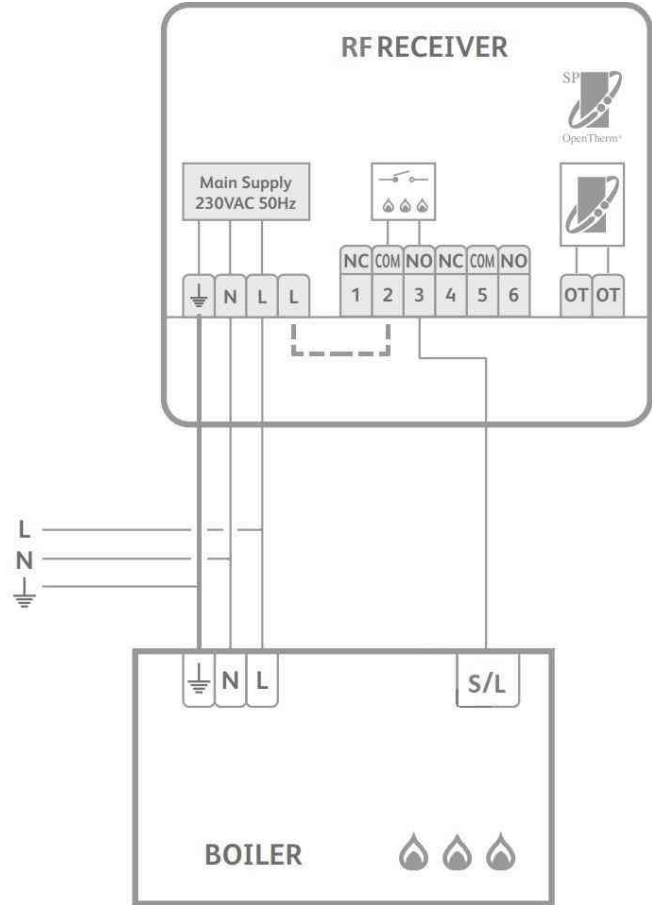 RF RECEIVER
SP
OpenTherm®
Main Supply
230VAC 50Hz
NC COM NO NC COM NO
N L L 1 2 3 4 5 6 OT OT
L
N
N L S/L
BOILER